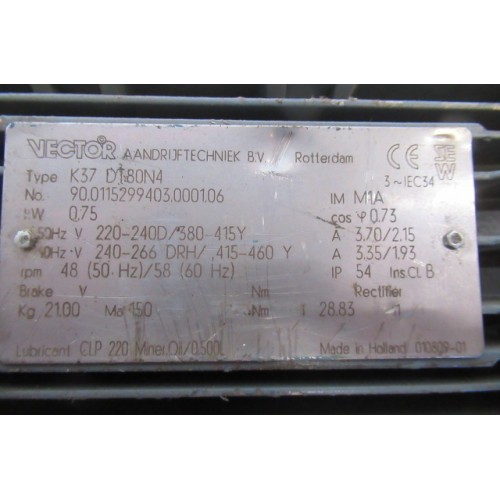 VECTOR® AANDRIJFTECHNIEK B.V. Rotterdam CE
Type K37 DT80N4 3~IEC34
No. 90.0115299403.0001.06 IM M1A
kW 0,75 cos φ 0.73
50Hz V 220-240D/380-415Y A 3.70/2.15
60Hz V 240-266 DRH/ 415-460 Y A 3.35/1.93
rpm 48 (50 Hz)/58 (60 Hz) IP 54 Ins.Cl. B
Brake V Nm Rectifier
Kg 21.00 Ma 150 Nm i 28.83 :1
Lubricant CLP 220 Miner.Oil/0.500L Made in Holland 010809-01